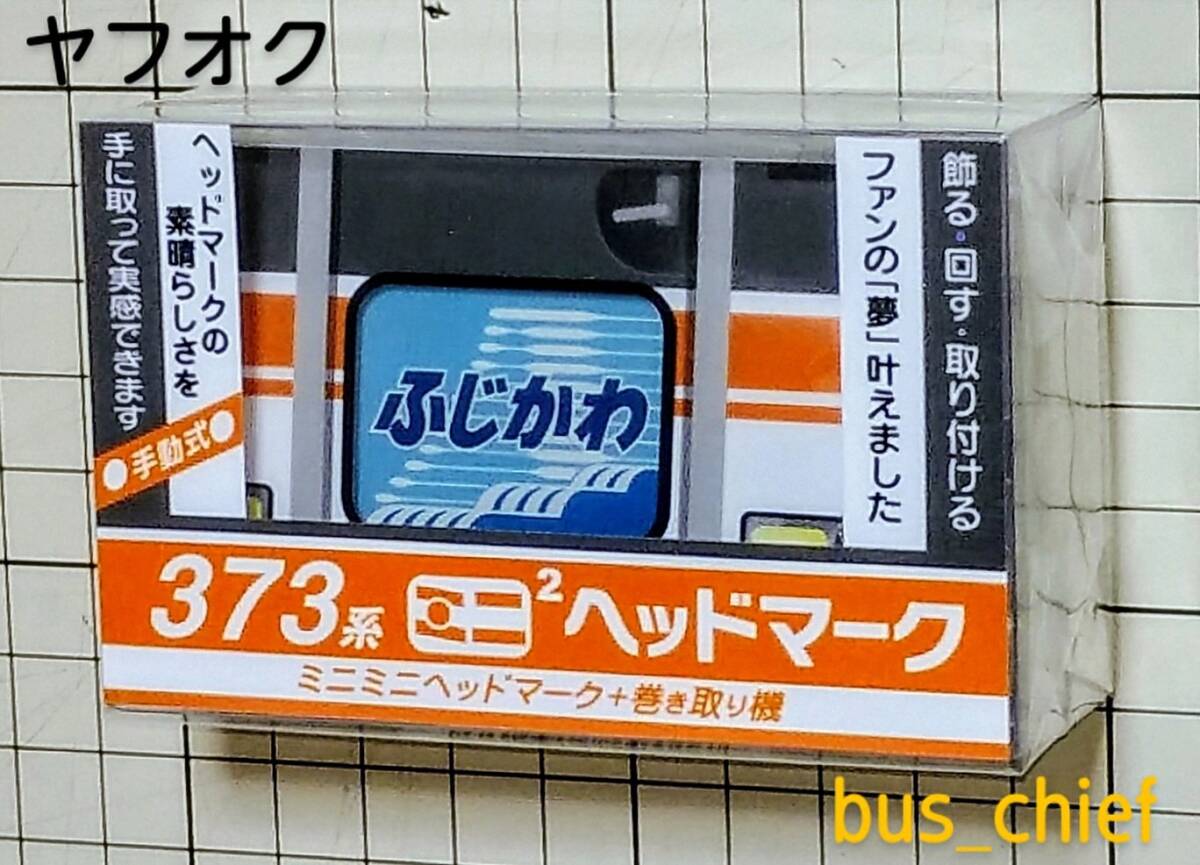 ヤフオク
飾る・回す・取り付ける
ファンの「夢」叶えました
ヘッドマークの
素晴らしさを
手に取って実感できます
●手動式●
ふじかわ
373系 ミニ²ヘッドマーク
ミニミニヘッドマーク+巻き取り機
bus_chief